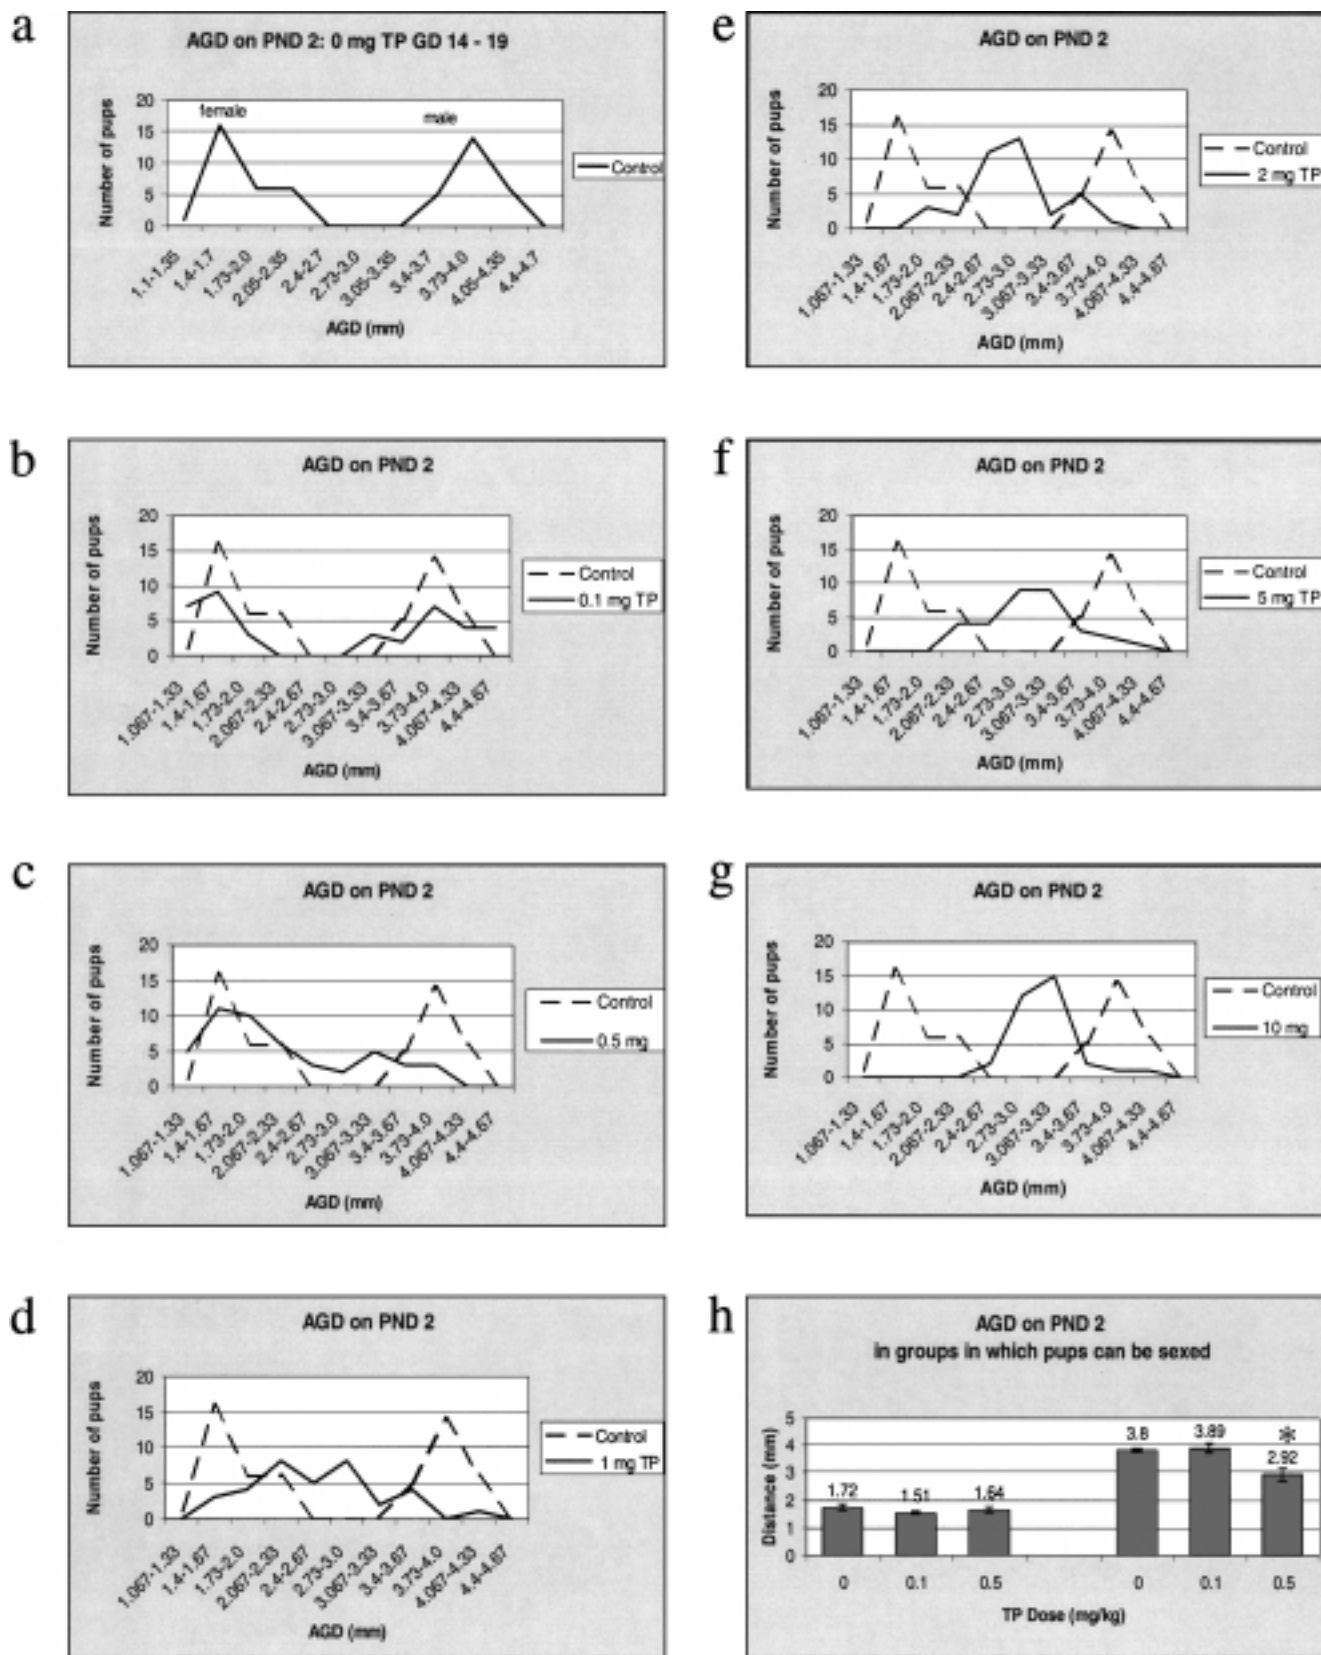 a
AGD on PND 2: 0 mg TP GD 14 - 19
Number of pups
20
15
10
5
0
female
male
Control
1.1-1.35
1.4-1.7
1.73-2.0
2.05-2.35
2.4-2.7
2.73-3.0
3.05-3.35
3.4-3.7
3.73-4.0
4.05-4.35
4.4-4.7
AGD (mm)
b
AGD on PND 2
Number of pups
20
15
10
5
0
Control
0.1 mg TP
1.067-1.33
1.4-1.67
1.73-2.0
2.067-2.33
2.4-2.67
2.73-3.0
3.067-3.33
3.4-3.67
3.73-4.0
4.067-4.33
4.4-4.67
AGD (mm)
c
AGD on PND 2
Number of pups
20
15
10
5
0
Control
0.5 mg
1.067-1.33
1.4-1.67
1.73-2.0
2.067-2.33
2.4-2.67
2.73-3.0
3.067-3.33
3.4-3.67
3.73-4.0
4.067-4.33
4.4-4.67
AGD (mm)
d
AGD on PND 2
Number of pups
20
15
10
5
0
Control
1 mg TP
1.067-1.33
1.4-1.67
1.73-2.0
2.067-2.33
2.4-2.67
2.73-3.0
3.067-3.33
3.4-3.67
3.73-4.0
4.067-4.33
4.4-4.67
AGD (mm)
e
AGD on PND 2
Number of pups
20
15
10
5
0
Control
2 mg TP
1.067-1.33
1.4-1.67
1.73-2.0
2.067-2.33
2.4-2.67
2.73-3.0
3.067-3.33
3.4-3.67
3.73-4.0
4.067-4.33
4.4-4.67
AGD (mm)
f
AGD on PND 2
Number of pups
20
15
10
5
0
Control
5 mg TP
1.067-1.33
1.4-1.67
1.73-2.0
2.067-2.33
2.4-2.67
2.73-3.0
3.067-3.33
3.4-3.67
3.73-4.0
4.067-4.33
4.4-4.67
AGD (mm)
g
AGD on PND 2
Number of pups
20
15
10
5
0
Control
10 mg
1.067-1.33
1.4-1.67
1.73-2.0
2.067-2.33
2.4-2.67
2.73-3.0
3.067-3.33
3.4-3.67
3.73-4.0
4.067-4.33
4.4-4.67
AGD (mm)
h
AGD on PND 2
in groups in which pups can be sexed
Distance (mm)
5
4
3
2
1
0
1.72
1.51
1.64
3.8
3.89
*
2.92
0 0.1 0.5 0 0.1 0.5
TP Dose (mg/kg)